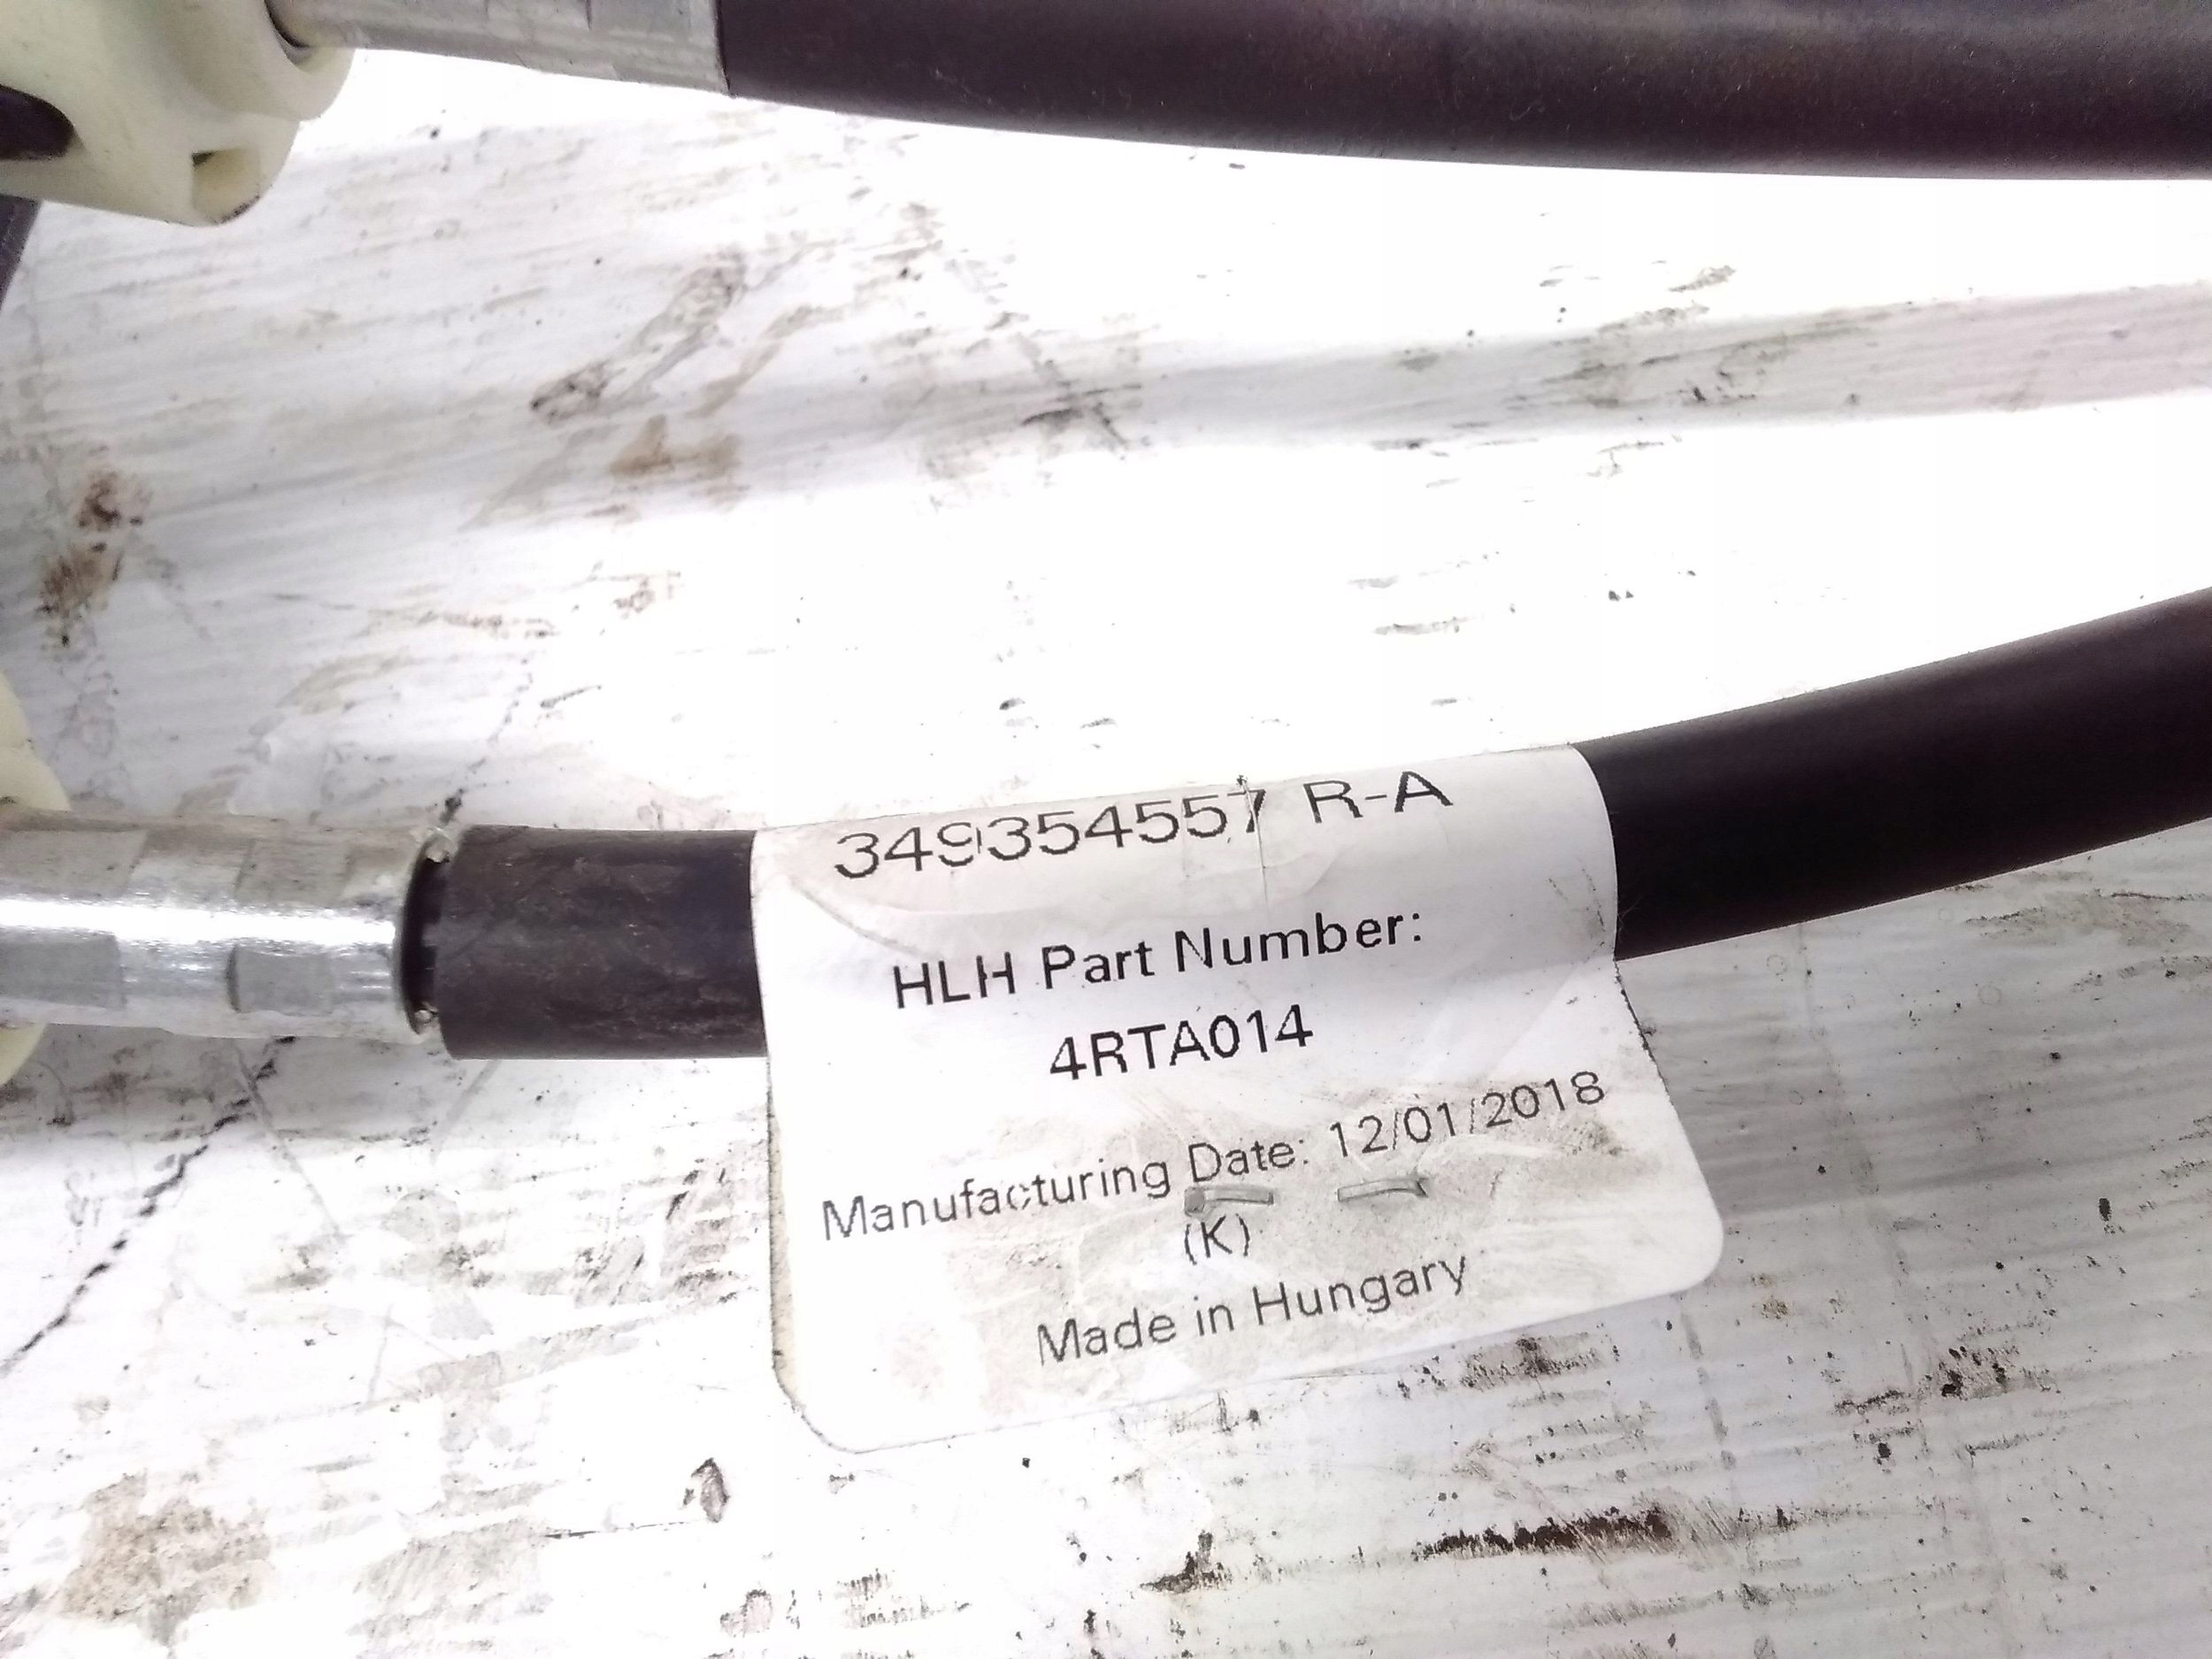 349354557 R-A
HLH Part Number:
4RTA014
Manufacturing Date: 12/01/2018
(K)
Made in Hungary